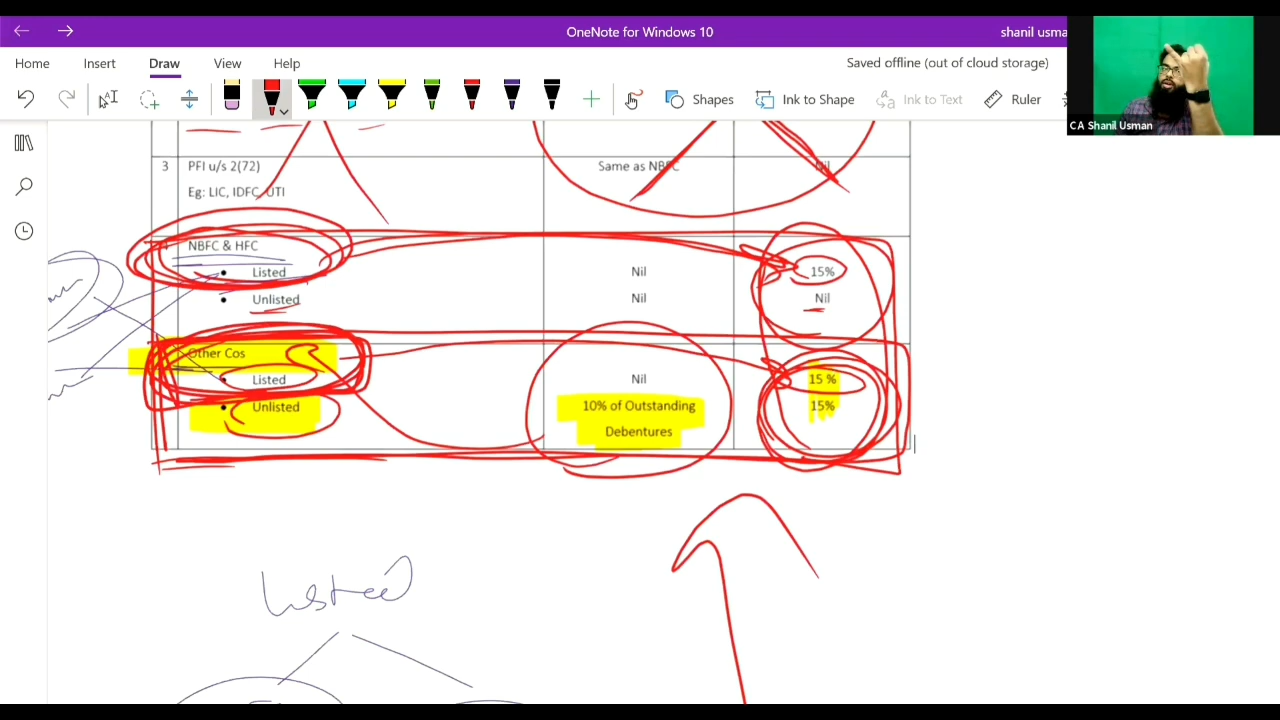 OneNote for Windows 10
shanil usma
Home Insert Draw View Help
Saved offline (out of cloud storage)
Shapes Ink to Shape Ink to Text Ruler
CA Shanil Usman
3 PFI u/s 2(72) Same as NBFC Nil
Eg: LIC, IDFC, UTI
NBFC & HFC
• Listed Nil 15%
• Unlisted Nil Nil
Other Cos
• Listed Nil 15 %
• Unlisted 10% of Outstanding 15%
Debentures
Listed